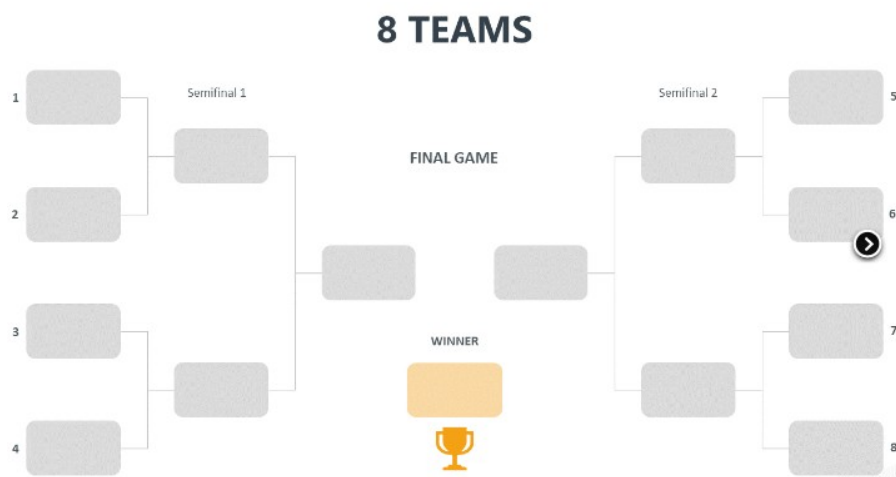 8 TEAMS
1
Semifinal 1
Semifinal 2
5
FINAL GAME
2
6
3
WINNER
7
4
8